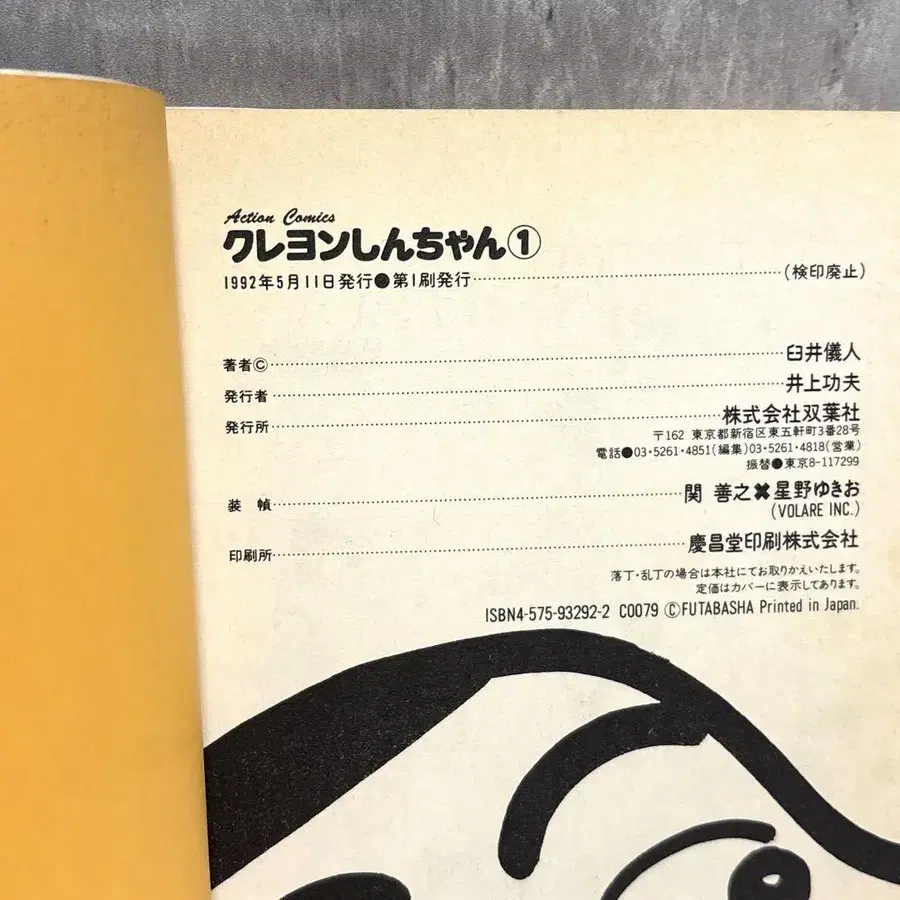 Action Comics
クレヨンしんちゃん①
1992年5月11日発行●第1刷発行……(検印廃止)
著者©……臼井儀人
発行者……井上功夫
発行所……株式会社双葉社
〒162 東京都新宿区東五軒町3番28号
電話●03・5261・4851(編集)03・5261・4818(営業)
振替●東京8-117299
装 幀……関 善之✖星野ゆきお
(VOLARE INC.)
印刷所……慶昌堂印刷株式会社
落丁・乱丁の場合は本社にてお取りかえいたします。
定価はカバーに表示してあります。
ISBN4-575-93292-2 C0079 ©FUTABASHA Printed in Japan.